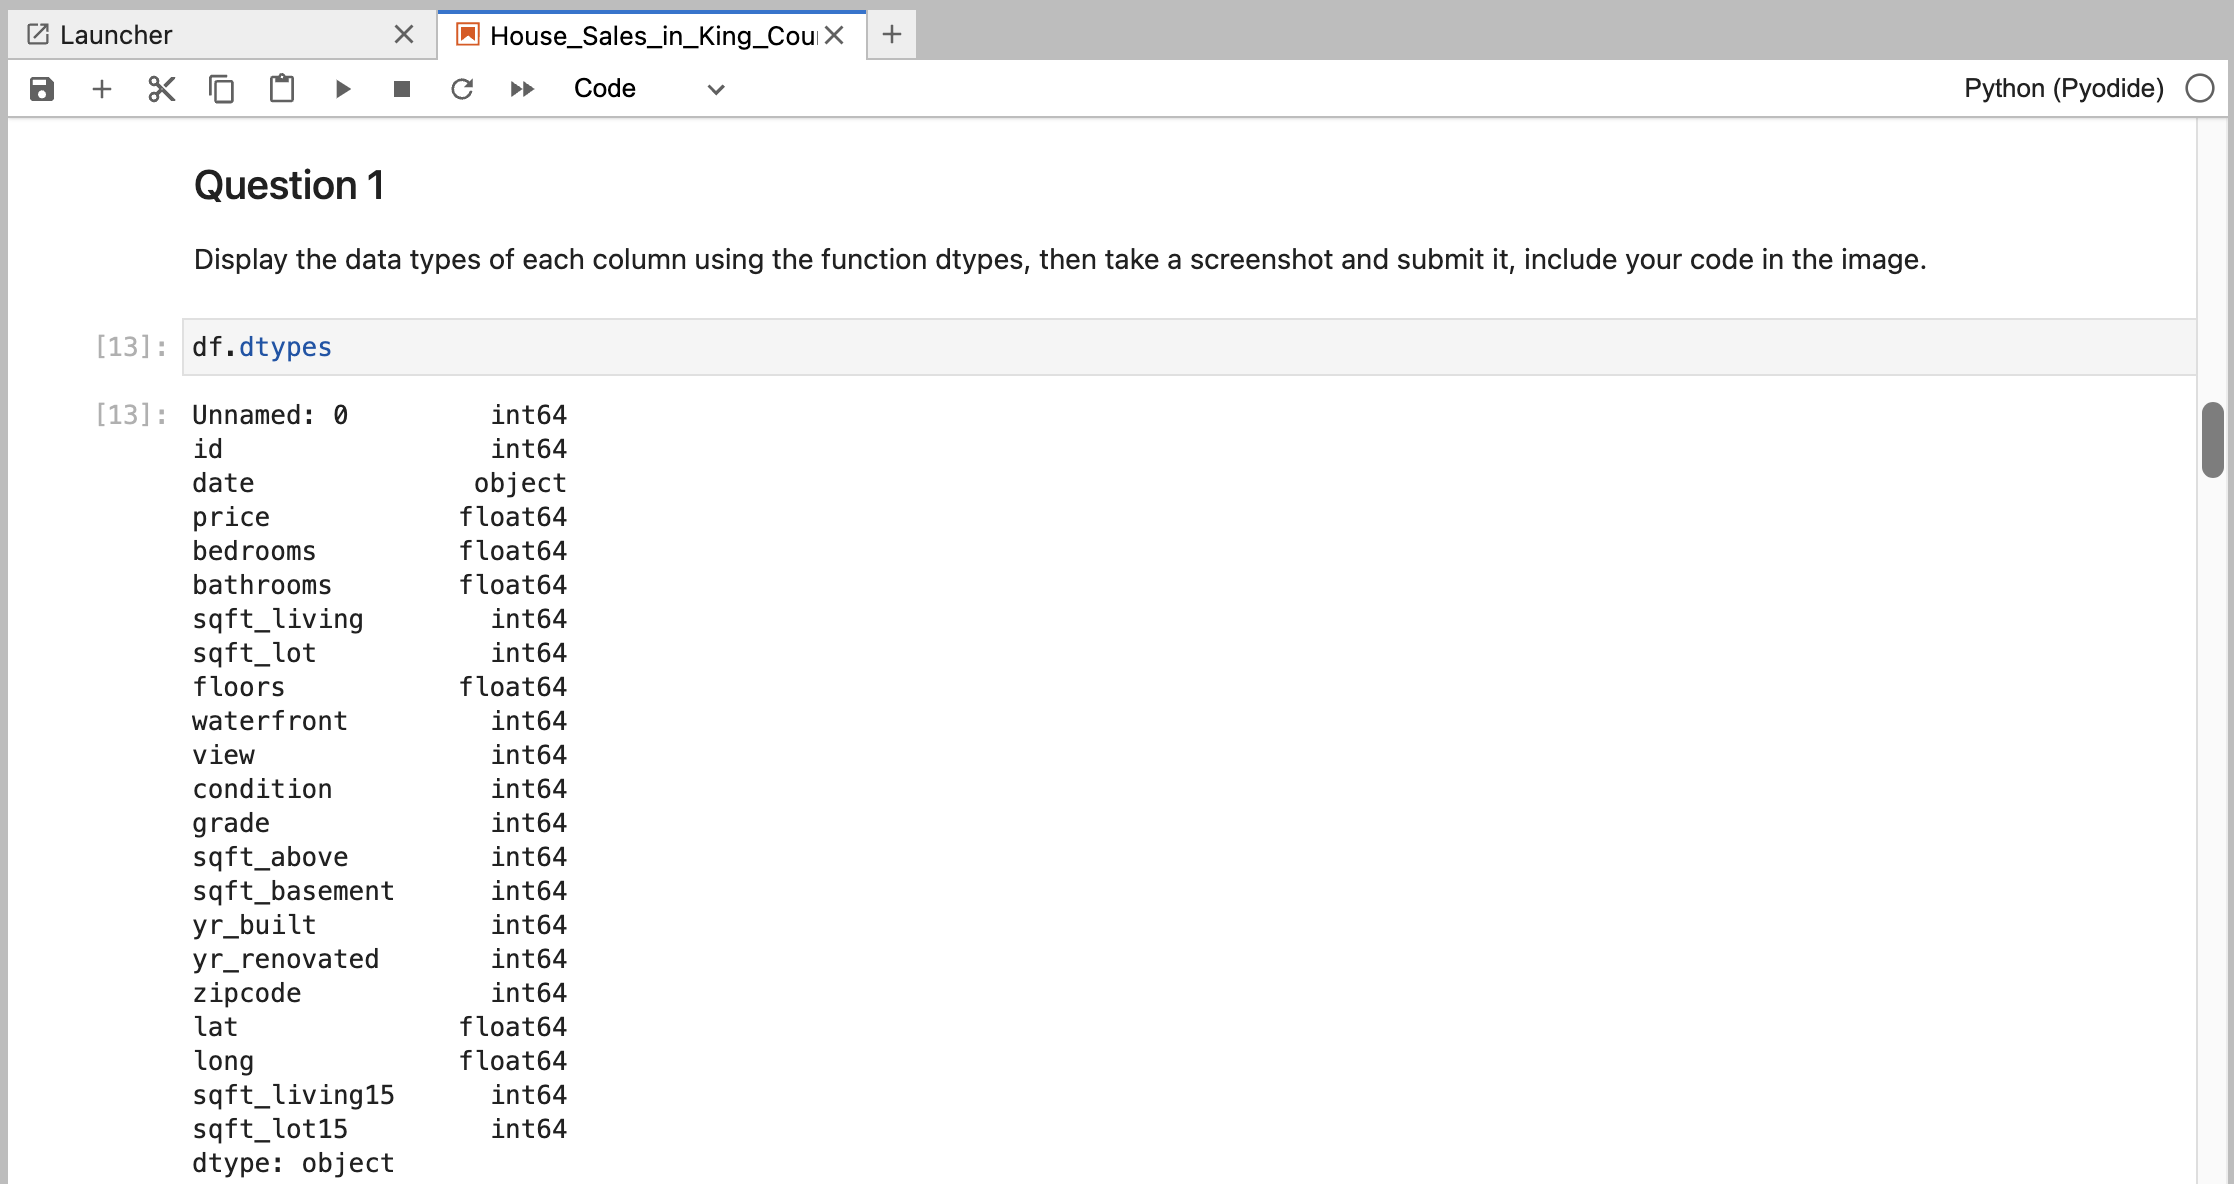 Launcher
House_Sales_in_King_Cou
Code
Python (Pyodide)
Question 1
Display the data types of each column using the function dtypes, then take a screenshot and submit it, include your code in the image.
[13]: df.dtypes
[13]: Unnamed: 0 int64
id int64
date object
price float64
bedrooms float64
bathrooms float64
sqft_living int64
sqft_lot int64
floors float64
waterfront int64
view int64
condition int64
grade int64
sqft_above int64
sqft_basement int64
yr_built int64
yr_renovated int64
zipcode int64
lat float64
long float64
sqft_living15 int64
sqft_lot15 int64
dtype: object